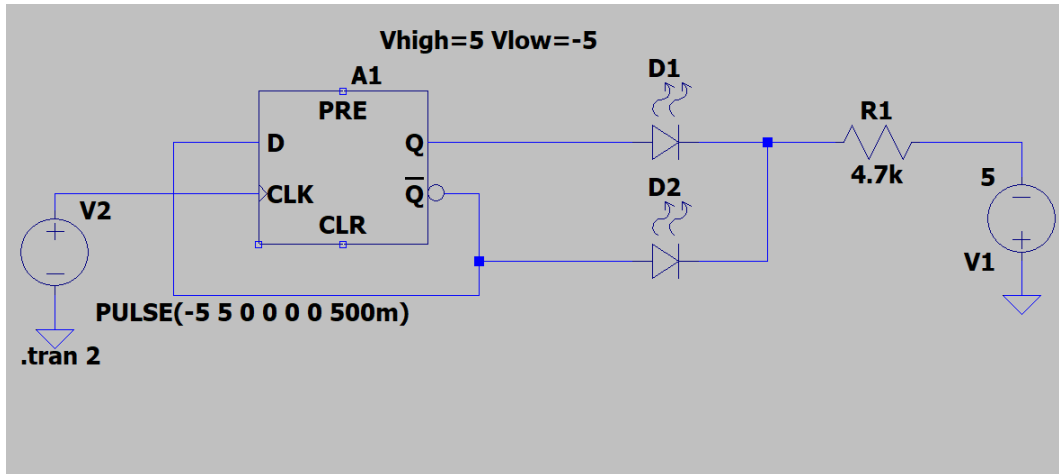 Vhigh=5 Vlow=-5
A1
D1
PRE
R1
D
Q
4.7k
5
D2
CLK
Q
V2
CLR
V1
PULSE(-5 5 0 0 0 0 500m)
.tran 2